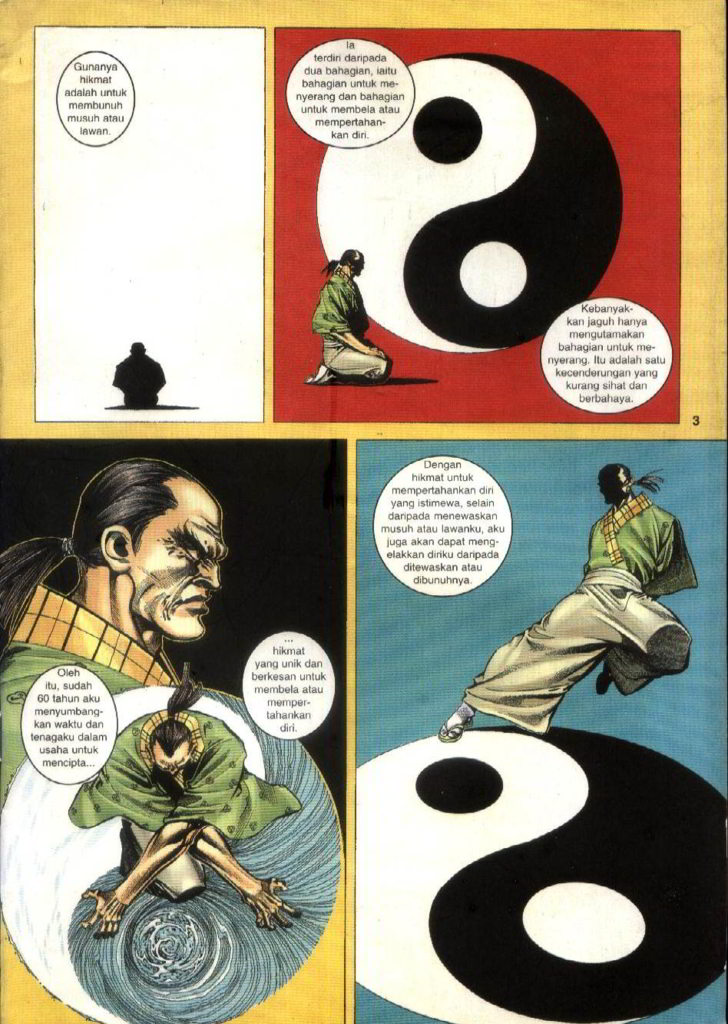 Gunanya
hikmat
adalah untuk
membunuh
musuh atau
lawan.
Ia
terdiri daripada
dua bahagian, iaitu
bahagian untuk me-
nyerang dan bahagian
untuk membela atau
mempertahan-
kan diri.
Kebanyak-
kan jaguh hanya
mengutamakan
bahagian untuk me-
nyerang. Itu adalah satu
kecenderungan yang
kurang sihat dan
berbahaya.
3
Oleh
itu, sudah
60 tahun aku
menyumbang-
kan waktu dan
tenagaku dalam
usaha untuk
mencipta...
...
hikmat
yang unik dan
berkesan untuk
membela atau
memper-
tahankan
diri.
Dengan
hikmat untuk
mempertahankan diri
yang istimewa, selain
daripada menewaskan
musuh atau lawanku, aku
juga akan dapat meng-
elakkan diriku daripada
ditewaskan atau
dibunuhnya.